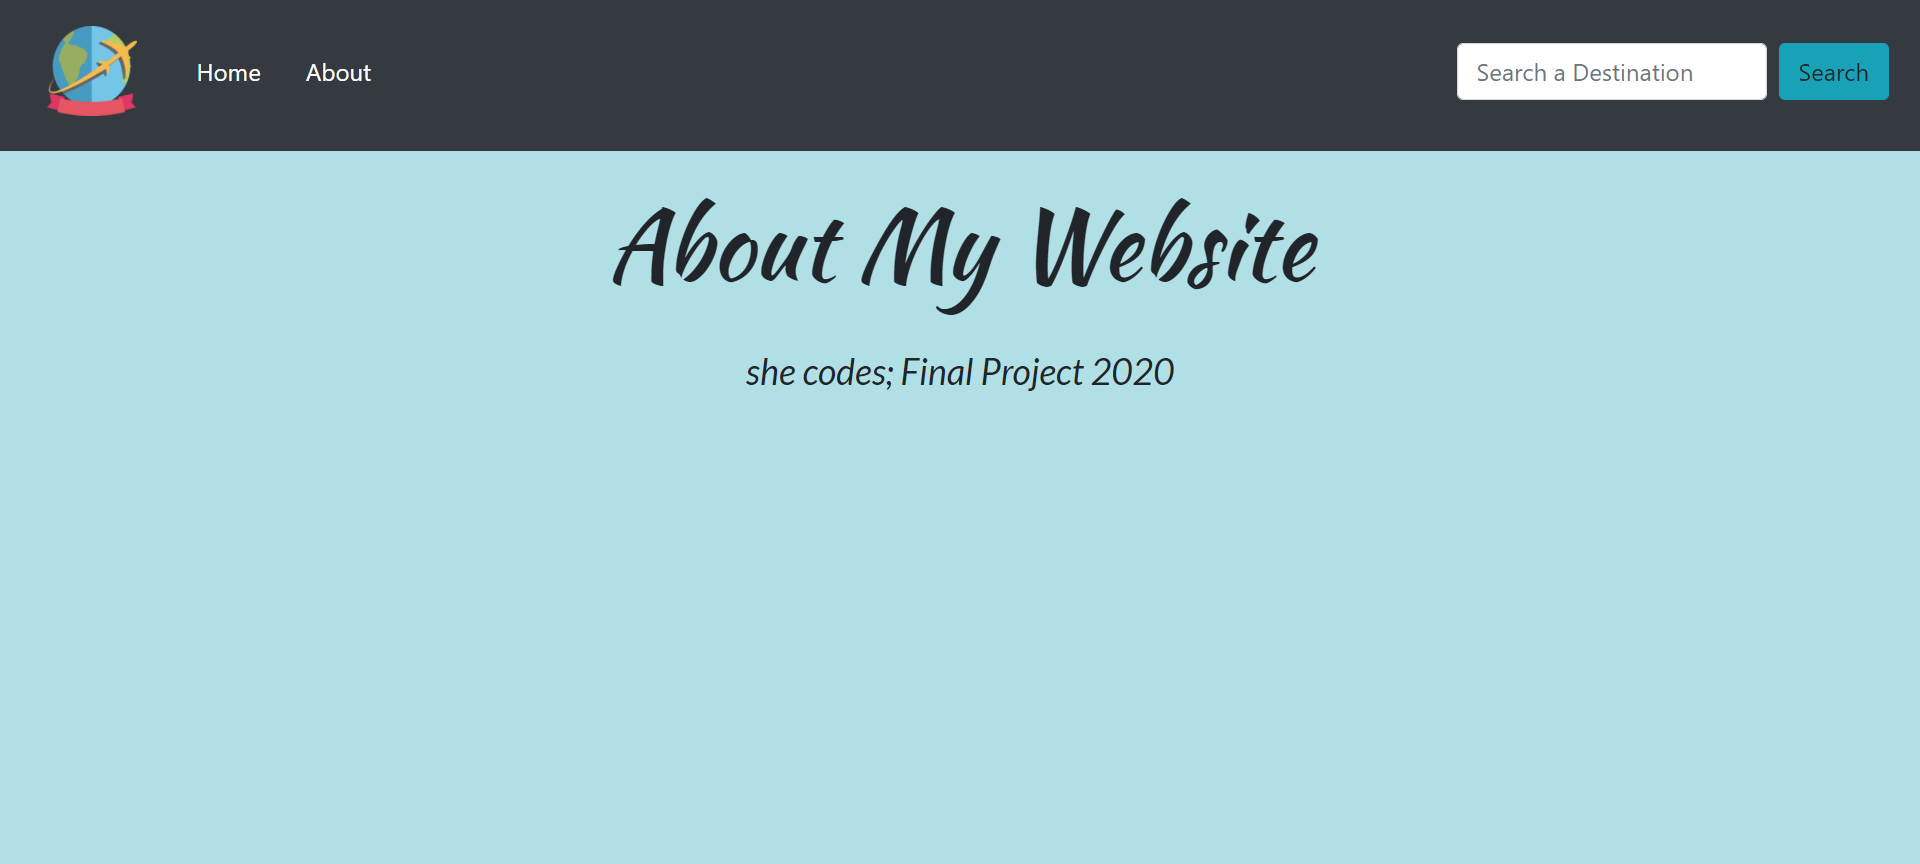 Home About Search a Destination Search
About My Website
she codes; Final Project 2020